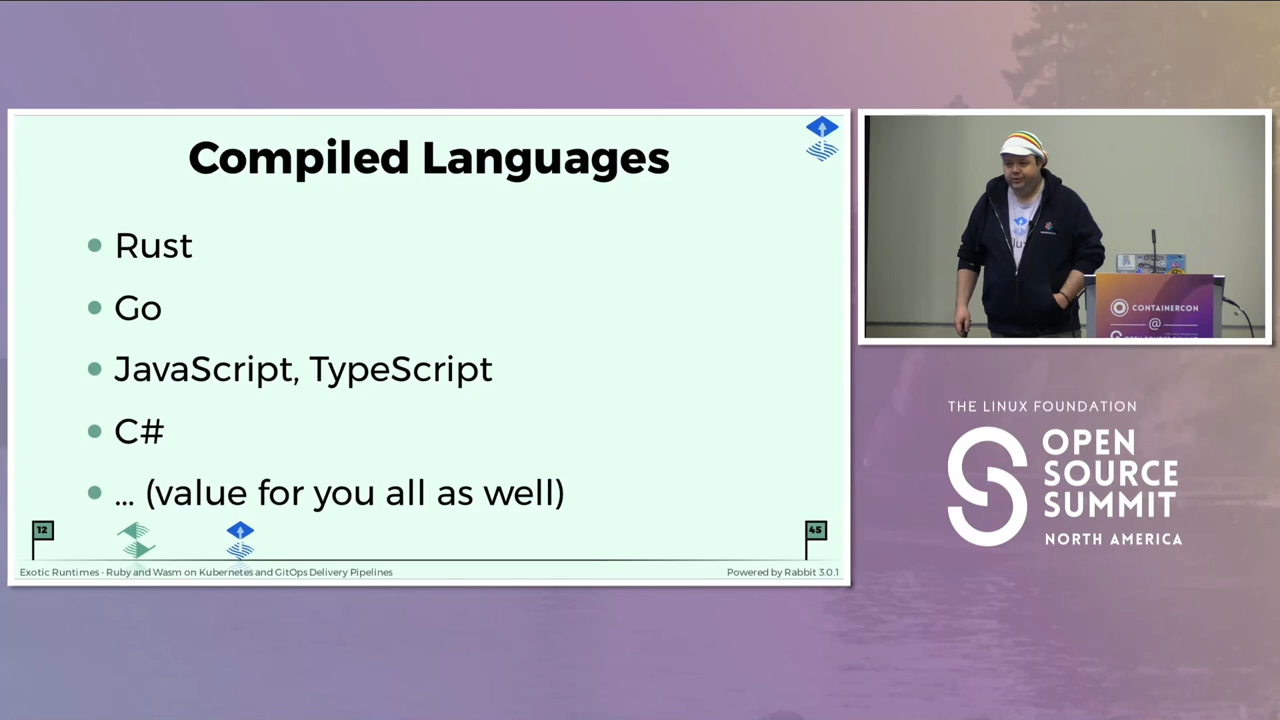 Compiled Languages
Rust
Go
JavaScript, TypeScript
C#
... (value for you all as well)
12
45
Exotic Runtimes - Ruby and Wasm on Kubernetes and GitOps Delivery Pipelines
Powered by Rabbit 3.0.1
CONTAINERCON
@
THE LINUX FOUNDATION
OPEN
SOURCE
SUMMIT
NORTH AMERICA